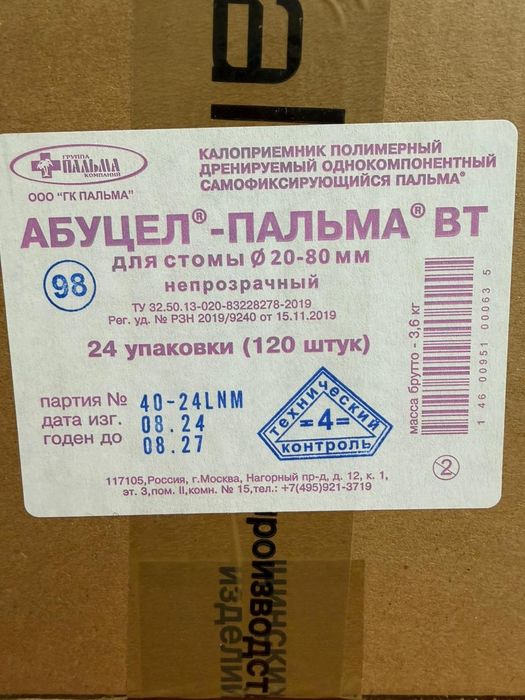 ГРУППА
ПАЛЬМА
КОМПАНИЙ
ООО "ГК ПАЛЬМА"
КАЛОПРИЕМНИК ПОЛИМЕРНЫЙ
ДРЕНИРУЕМЫЙ ОДНОКОМПОНЕНТНЫЙ
САМОФИКСИРУЮЩИЙСЯ ПАЛЬМА®
АБУЦЕЛ®-ПАЛЬМА® ВТ
для стомы Ø 20-80 мм
98
непрозрачный
ТУ 32.50.13-020-83228278-2019
Рег. уд. № РЗН 2019/9240 от 15.11.2019
24 упаковки (120 штук)
партия № 40-24LNM
дата изг. 08.24
годен до 08.27
технический
=4=
контроль
масса брутто - 3,6 кг
1 46 00951 00063 5
2
117105,Россия, г.Москва, Нагорный пр-д, д. 12, к. 1,
эт. 3,пом. II,комн. № 15,тел.: +7(495)921-3719
производст
изделий